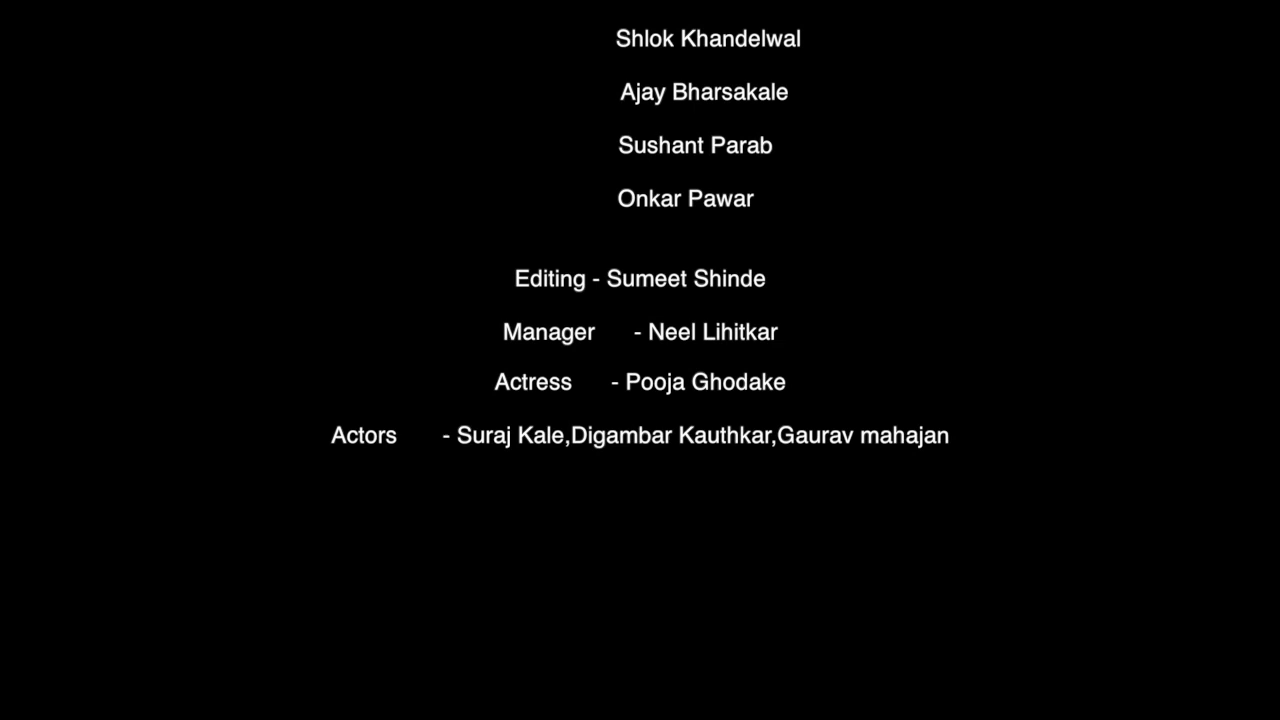 Shlok Khandelwal
Ajay Bharsakale
Sushant Parab
Onkar Pawar
Editing - Sumeet Shinde
Manager - Neel Lihitkar
Actress - Pooja Ghodake
Actors - Suraj Kale,Digambar Kauthkar,Gaurav mahajan